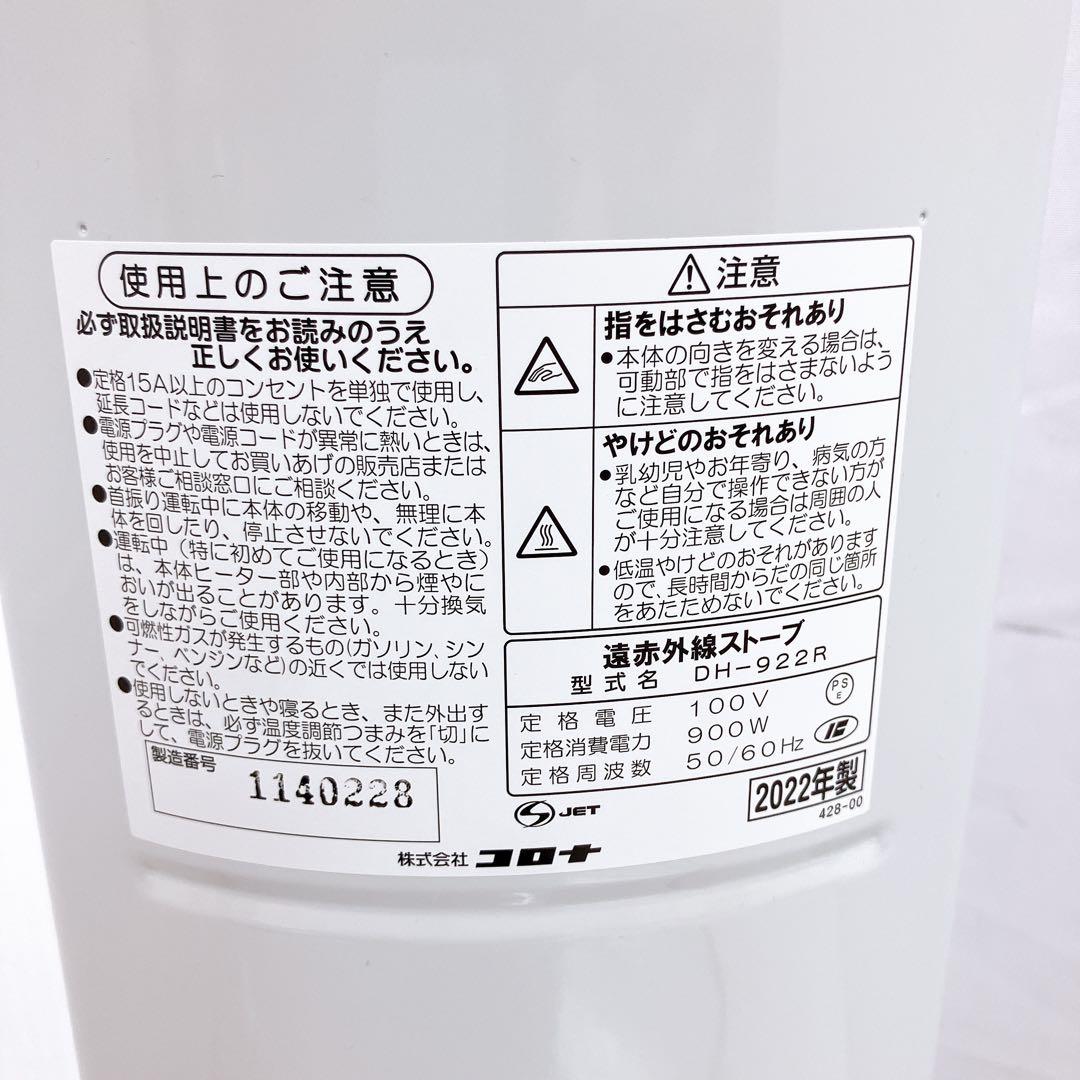 使用上のご注意
必ず取扱説明書をお読みのうえ
正しくお使いください。
●定格15A以上のコンセントを単独で使用し、
延長コードなどは使用しないでください。
●電源プラグや電源コードが異常に熱いときは、
使用を中止してお買いあげの販売店または
お客様ご相談窓口にご相談ください。
●首振り運転中に本体の移動や、無理に本
体を回したり、停止させないでください。
●運転中（特に初めてご使用になるとき）
は、本体ヒーター部や内部から煙やに
おいが出ることがあります。十分換気
をしながらご使用ください。
●可燃性ガスが発生するもの(ガソリン、シン
ナー、ベンジンなど)の近くでは使用しない
でください。
●使用しないときや寝るとき、また外出す
るときは、必ず温度調節つまみを「切」に
して、電源プラグを抜いてください。
製造番号
1140228
⚠注意
指をはさむおそれあり
●本体の向きを変える場合は、
可動部で指をはさまないよう
に注意してください。
やけどのおそれあり
●乳幼児やお年寄り、病気の方
など自分で操作できない方が
ご使用になる場合は周囲の人
が十分注意してください。
●低温やけどのおそれがあります
ので、長時間からだの同じ箇所
をあたためないでください。
遠赤外線ストーブ
型式名 DH-922R
定格電圧 100V
定格消費電力 900W
定格周波数 50/60Hz
PS
E
JET
2022年製
428-00
株式会社 コロナ